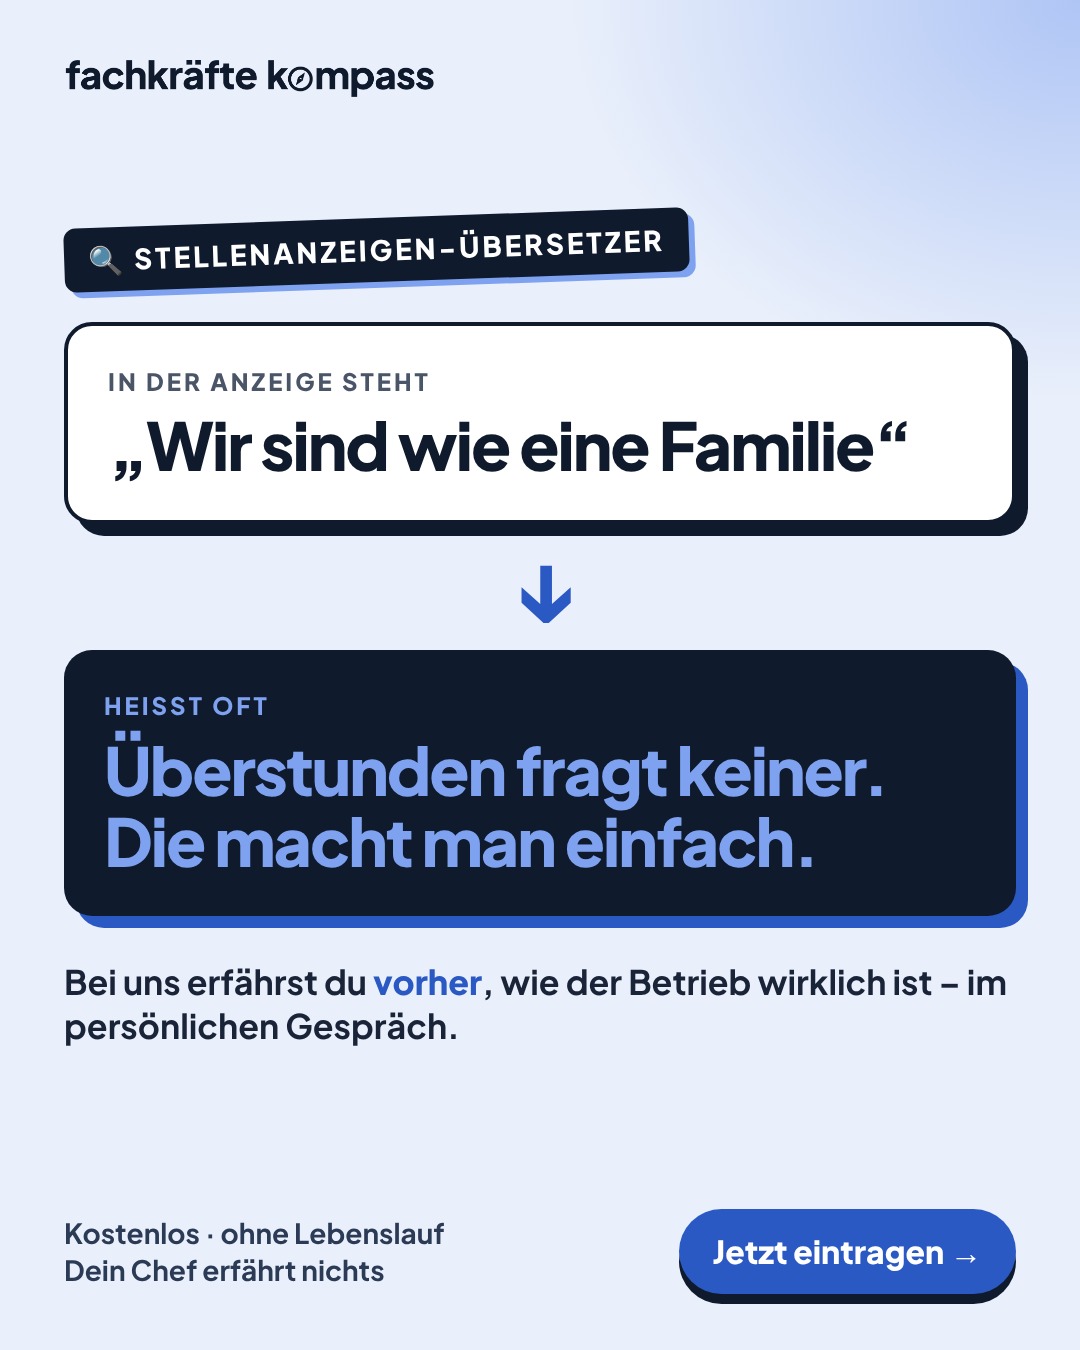 fachkräfte kompass
🔍 STELLENANZEIGEN-ÜBERSETZER
IN DER ANZEIGE STEHT
„Wir sind wie eine Familie“
↓
HEISST OFT
Überstunden fragt keiner.
Die macht man einfach.
Bei uns erfährst du vorher, wie der Betrieb wirklich ist – im
persönlichen Gespräch.
Kostenlos · ohne Lebenslauf
Dein Chef erfährt nichts
Jetzt eintragen →